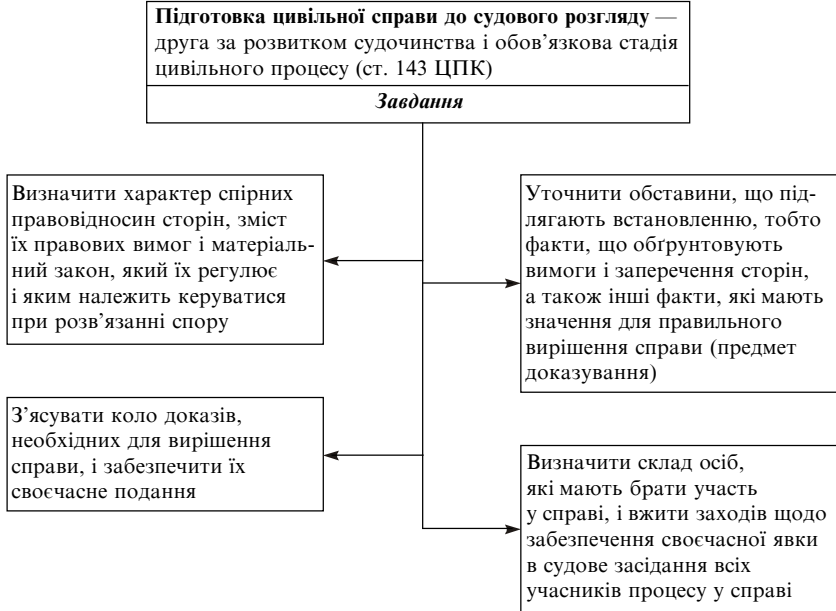 Підготовка цивільної справи до судового розгляду —
друга за розвитком судочинства і обов’язкова стадія
цивільного процесу (ст. 143 ЦПК)
Завдання
Визначити характер спірних
правовідносин сторін, зміст
їх правових вимог і матеріаль-
ний закон, який їх регулює
і яким належить керуватися
при розв’язанні спору
Уточнити обставини, що під-
лягають встановленню, тобто
факти, що обґрунтовують
вимоги і заперечення сторін,
а також інші факти, які мають
значення для правильного
вирішення справи (предмет
доказування)
З’ясувати коло доказів,
необхідних для вирішення
справи, і забезпечити їх
своєчасне подання
Визначити склад осіб,
які мають брати участь
у справі, і вжити заходів щодо
забезпечення своєчасної явки
в судове засідання всіх
учасників процесу у справі